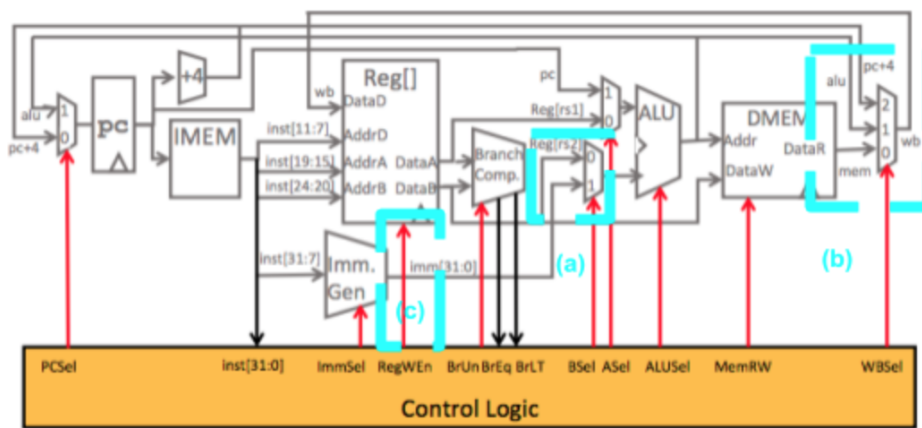 +4
Reg[]
pc
alu
pc+4
wb
DataD
pc
1
ALU
DMEM
2
alu
1
pc
IMEM
inst[11:7]
AddrD
Reg[rs1]
0
Addr
1
wb
pc+4
0
inst[19:15]
AddrA
DataA
Branch
Comp.
Reg[rs2]
0
DataR
0
inst[24:20]
AddrB
DataB
1
DataW
mem
inst[31:7]
Imm.
Gen
imm[31:0]
(a)
(b)
(c)
PCSel
inst[31:0]
ImmSel
RegWEn
BrUn
BrEq
BrLT
BSel
ASel
ALUSel
MemRW
WBSel
Control Logic